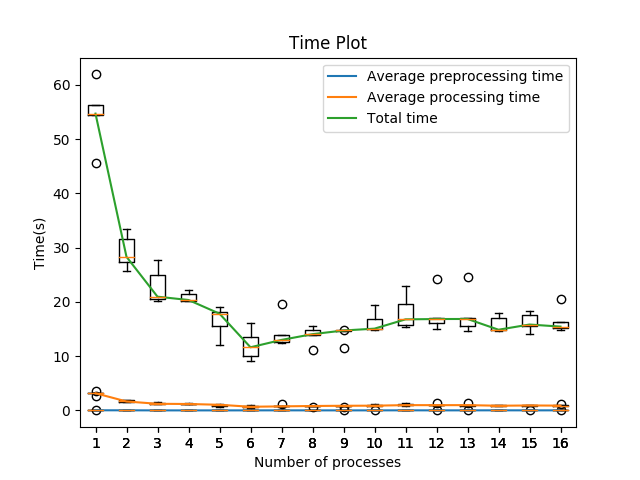 Time Plot
Average preprocessing time
Average processing time
Total time
Time(s)
60
50
40
30
20
10
0
1 2 3 4 5 6 7 8 9 10 11 12 13 14 15 16
Number of processes